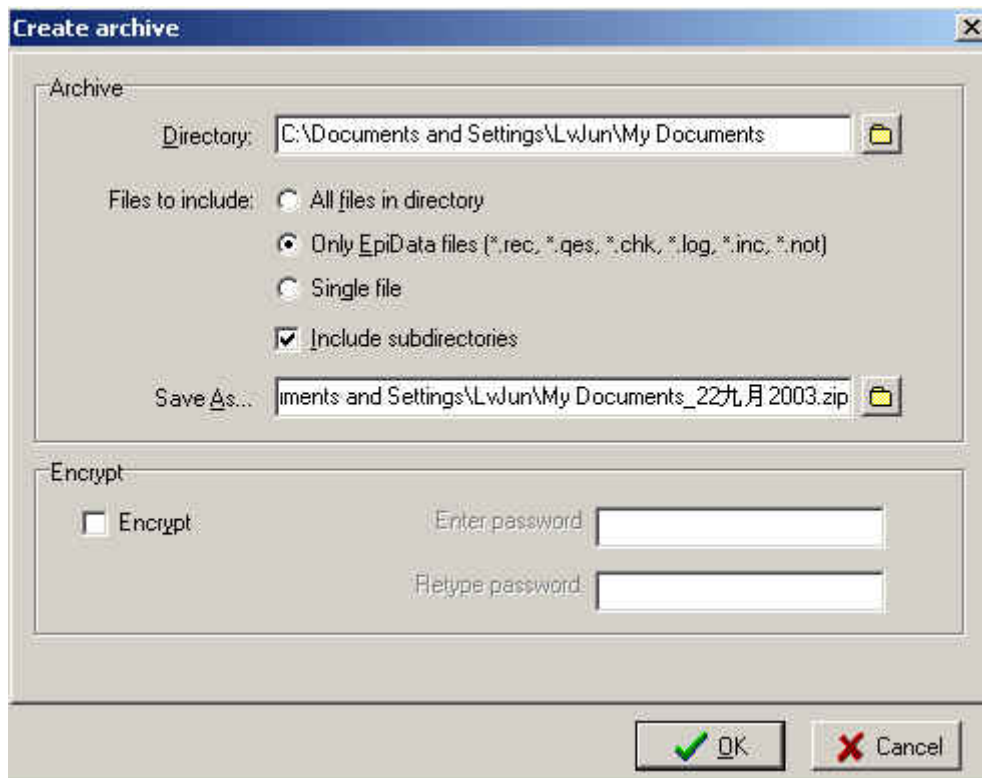 Create archive
Archive
Directory: C:\Documents and Settings\LvJun\My Documents
Files to include: All files in directory
Only EpiData files (*.rec, *.qes, *.chk, *.log, *.inc, *.not)
Single file
Include subdirectories
Save As... ments and Settings\LvJun\My Documents_22九月2003.zip
Encrypt
Encrypt Enter password
Retype password
OK Cancel